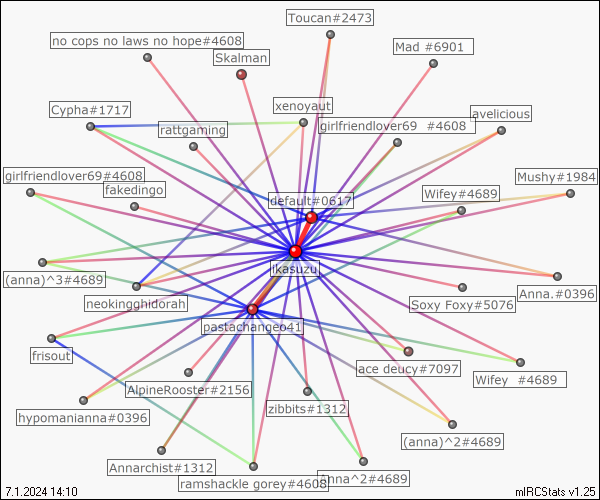 Toucan#2473
no cops no laws no hope#4608
Mad #6901
Skalman
xenoyaut
Cypha#1717
avelicious
rattgaming
girlfriendlover69 #4608
girlfriendlover69#4608
Mushy#1984
fakedingo
Wifey#4689
default#0617
ikasuzu
(anna)^3#4689
Anna.#0396
neokingghidorah
Soxy Foxy#5076
pastachangeo41
frisout
ace deucy#7097
Wifey #4689
AlpineRooster#2156
zibbits#1312
hypomanianna#0396
(anna)^2#4689
Annarchist#1312
Anna^2#4689
ramshackle gorey#4608
7.1.2024 14:10
mIRCStats v1.25